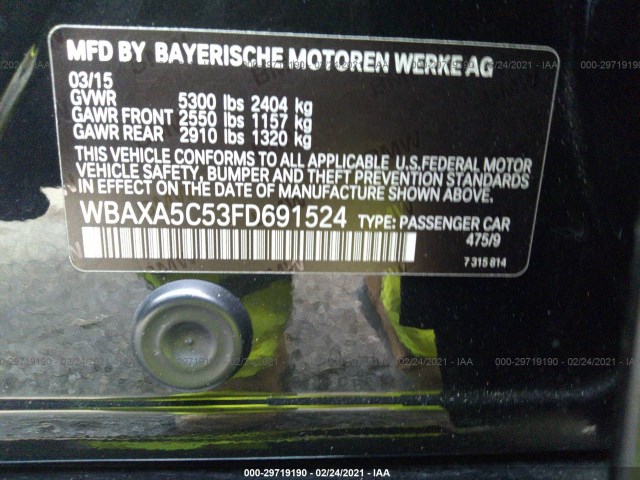 000-29719190 - 02/24/2021 - IAA
MFD BY BAYERISCHE MOTOREN WERKE AG
03/15
GVWR 5300 lbs 2404 kg
GAWR FRONT 2550 lbs 1157 kg
GAWR REAR 2910 lbs 1320 kg
THIS VEHICLE CONFORMS TO ALL APPLICABLE U.S.FEDERAL MOTOR
VEHICLE SAFETY, BUMPER AND THEFT PREVENTION STANDARDS
IN EFFECT ON THE DATE OF MANUFACTURE SHOWN ABOVE.
WBAXA5C53FD691524 TYPE: PASSENGER CAR
475/9
7 315 814
000-29719190 - 02/24/2021 - IAA
000-29719190 - 02/24/2021 - IAA